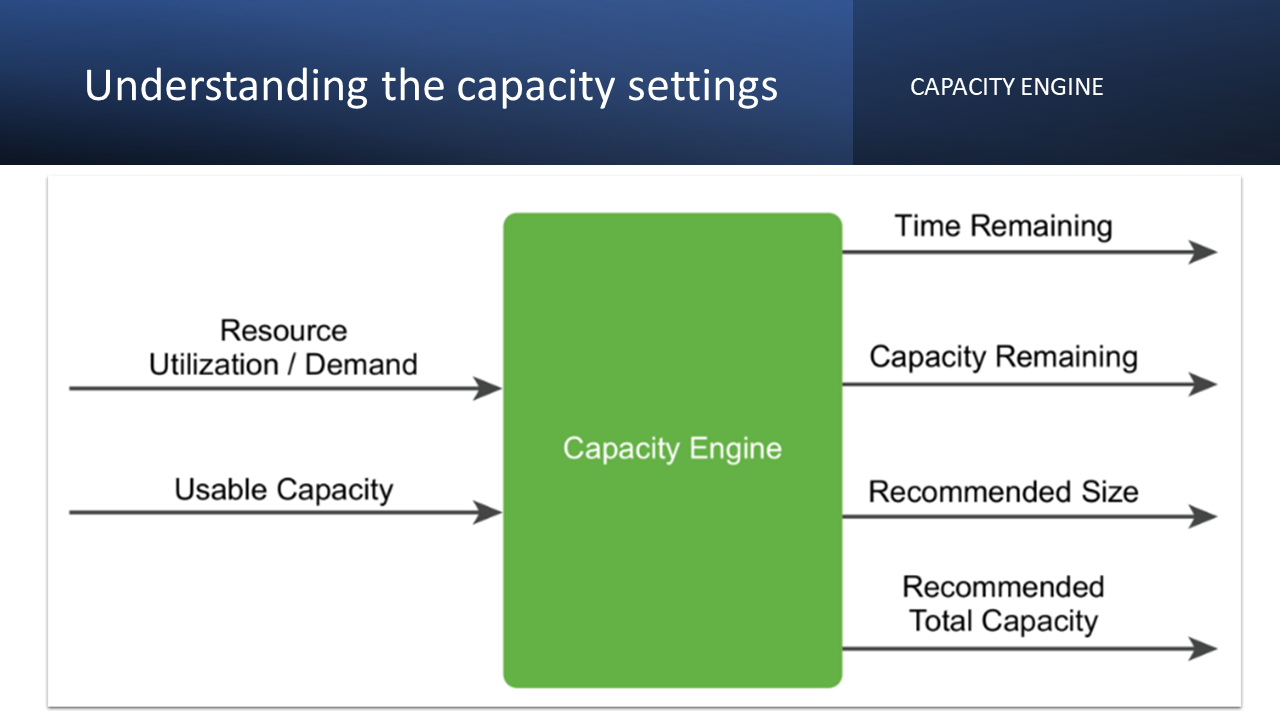 Understanding the capacity settings
CAPACITY ENGINE
Resource
Utilization / Demand
Usable Capacity
Capacity Engine
Time Remaining
Capacity Remaining
Recommended Size
Recommended
Total Capacity